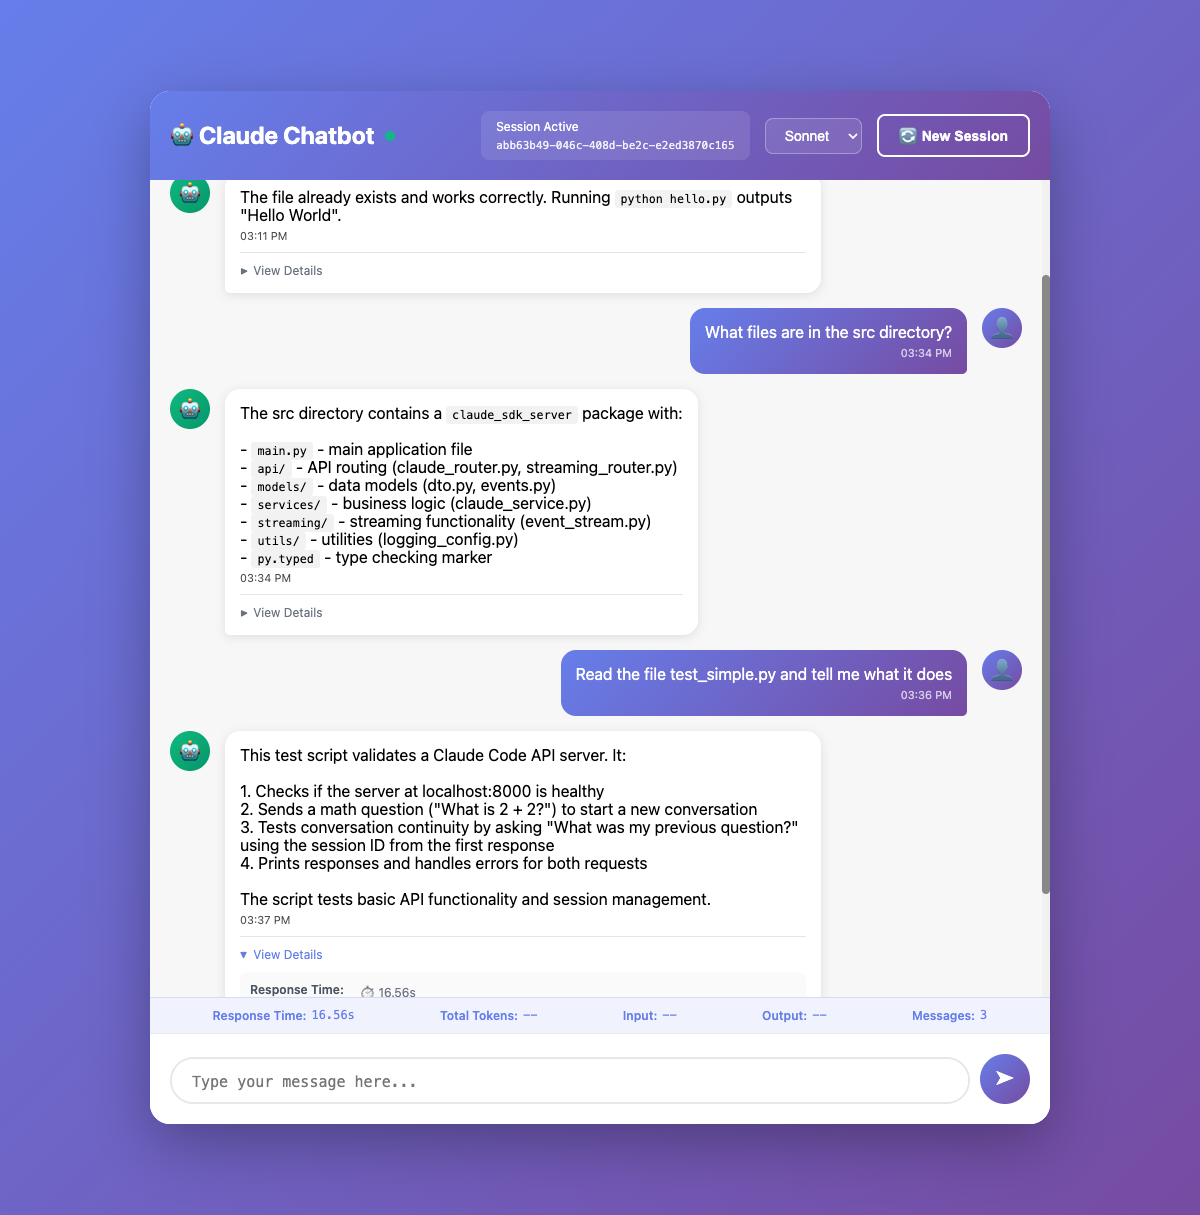 Claude Chatbot
Session Active
abb63b49-046c-408d-be2c-e2ed3870c165
Sonnet
New Session
The file already exists and works correctly. Running python hello.py outputs
"Hello World".
03:11 PM
View Details
What files are in the src directory?
03:34 PM
The src directory contains a claude_sdk_server package with:
- main.py - main application file
- api/ - API routing (claude_router.py, streaming_router.py)
- models/ - data models (dto.py, events.py)
- services/ - business logic (claude_service.py)
- streaming/ - streaming functionality (event_stream.py)
- utils/ - utilities (logging_config.py)
- py.typed - type checking marker
03:34 PM
View Details
Read the file test_simple.py and tell me what it does
03:36 PM
This test script validates a Claude Code API server. It:
1. Checks if the server at localhost:8000 is healthy
2. Sends a math question ("What is 2 + 2?") to start a new conversation
3. Tests conversation continuity by asking "What was my previous question?"
using the session ID from the first response
4. Prints responses and handles errors for both requests
The script tests basic API functionality and session management.
03:37 PM
View Details
Response Time: 16.56s
Response Time: 16.56s Total Tokens: -- Input: -- Output: -- Messages: 3
Type your message here...